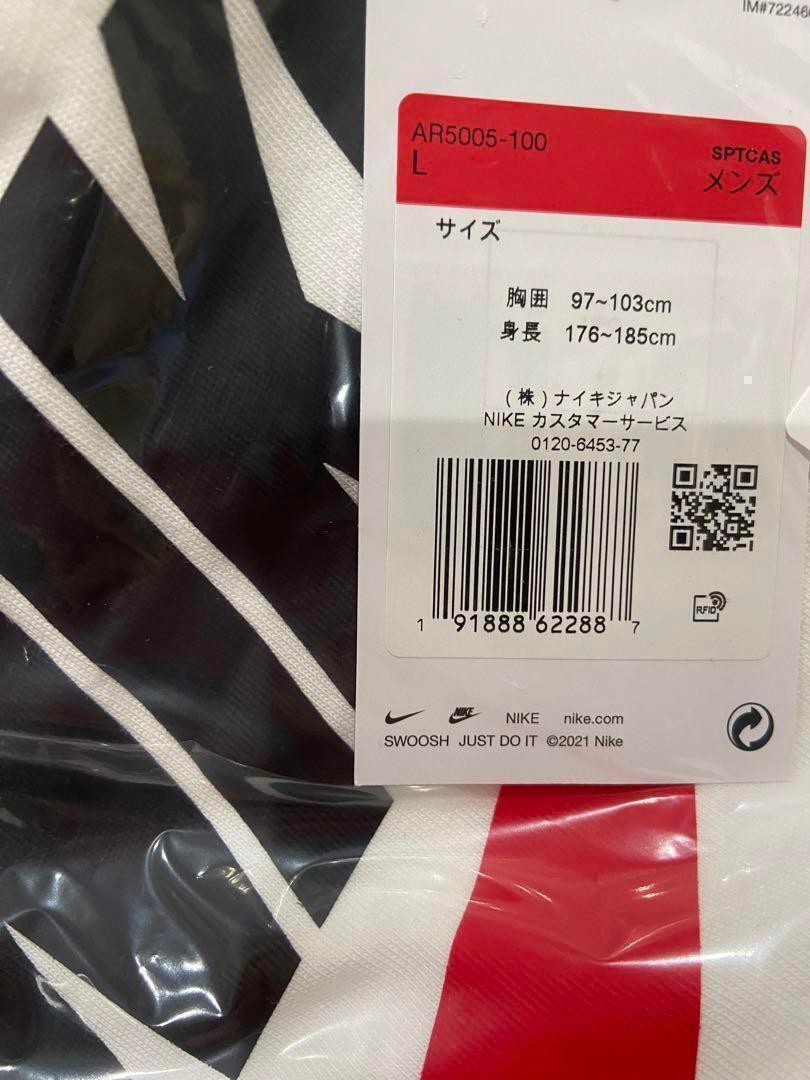 AR5005-100
L
SPTCAS
メンズ
サイズ
胸囲 97~103cm
身長 176~185cm
(株)ナイキジャパン
NIKE カスタマーサービス
0120-6453-77
1 91888 62288 7
RFID
NIKE NIKE nike.com
SWOOSH JUST DO IT ©2021 Nike